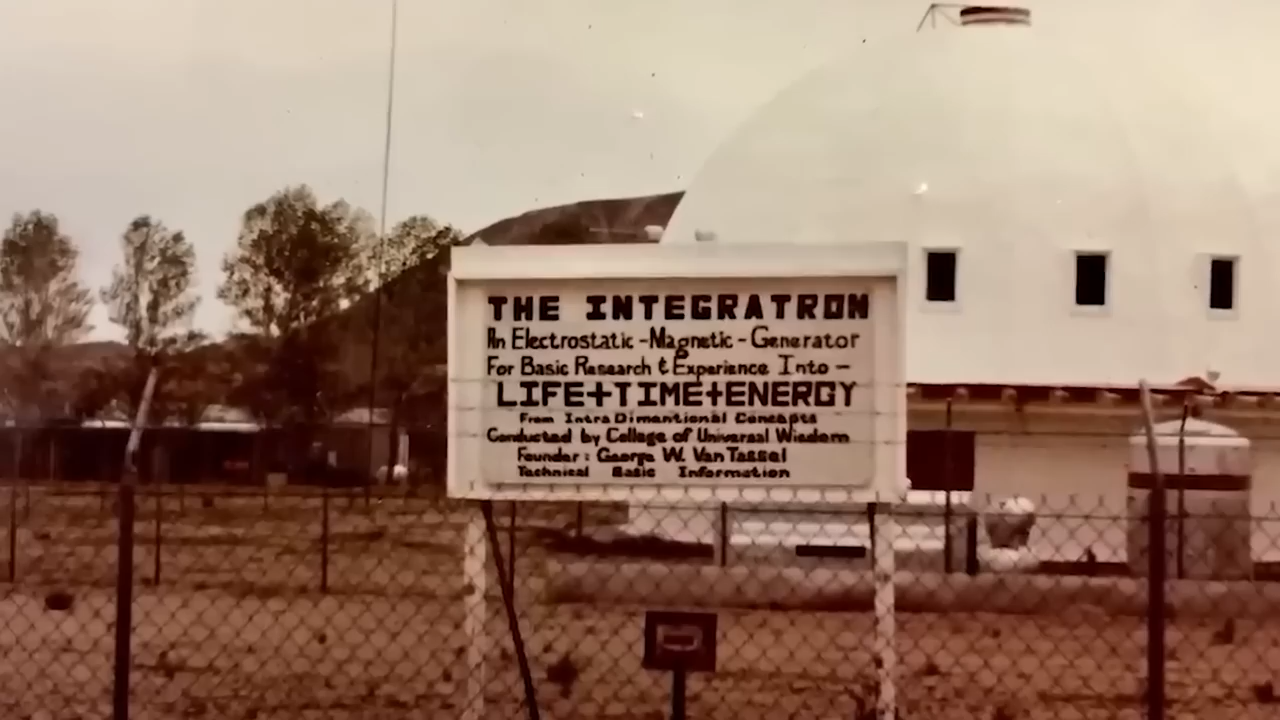 THE INTEGRATRON
An Electrostatic-Magnetic-Generator
For Basic Research & Experience Into-
LIFE+TIME+ENERGY
From Intra Dimentional Concepts
Conducted by College of Universal Wisdom
Founder: George W. Van Tassel
Technical Basic Information